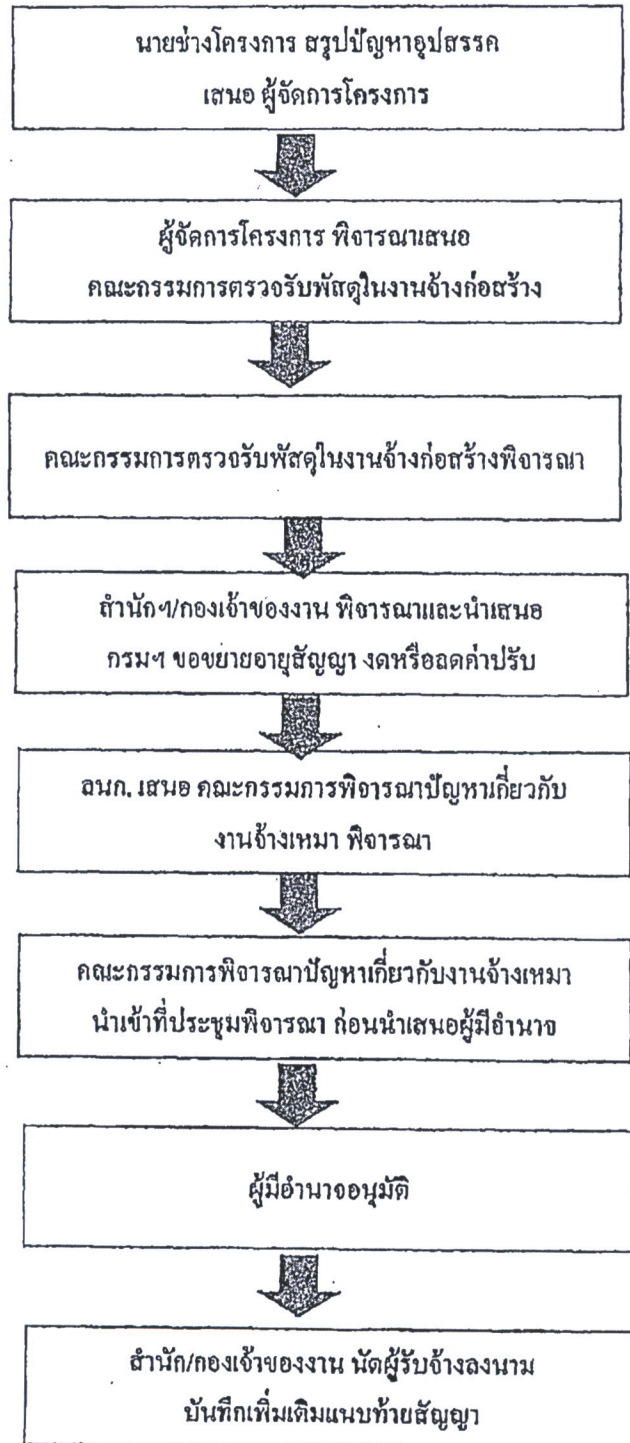 นายช่างโครงการ สรุปปัญหาอุปสรรค
เสนอ ผู้จัดการโครงการ
ผู้จัดการโครงการ พิจารณาเสนอ
คณะกรรมการตรวจรับพัสดุในงานจ้างก่อสร้าง
คณะกรรมการตรวจรับพัสดุในงานจ้างก่อสร้างพิจารณา
สำนักฯ/กองเจ้าของงาน พิจารณาและนำเสนอ
กรมฯ ขอขยายอายุสัญญา งดหรือลดค่าปรับ
ลนก. เสนอ คณะกรรมการพิจารณาปัญหาเกี่ยวกับ
งานจ้างเหมา พิจารณา
คณะกรรมการพิจารณาปัญหาเกี่ยวกับงานจ้างเหมา
นำเข้าที่ประชุมพิจารณา ก่อนนำเสนอผู้มีอำนาจ
ผู้มีอำนาจอนุมัติ
สำนัก/กองเจ้าของงาน นัดผู้รับจ้างลงนาม
บันทึกเพิ่มเติมแนบท้ายสัญญา